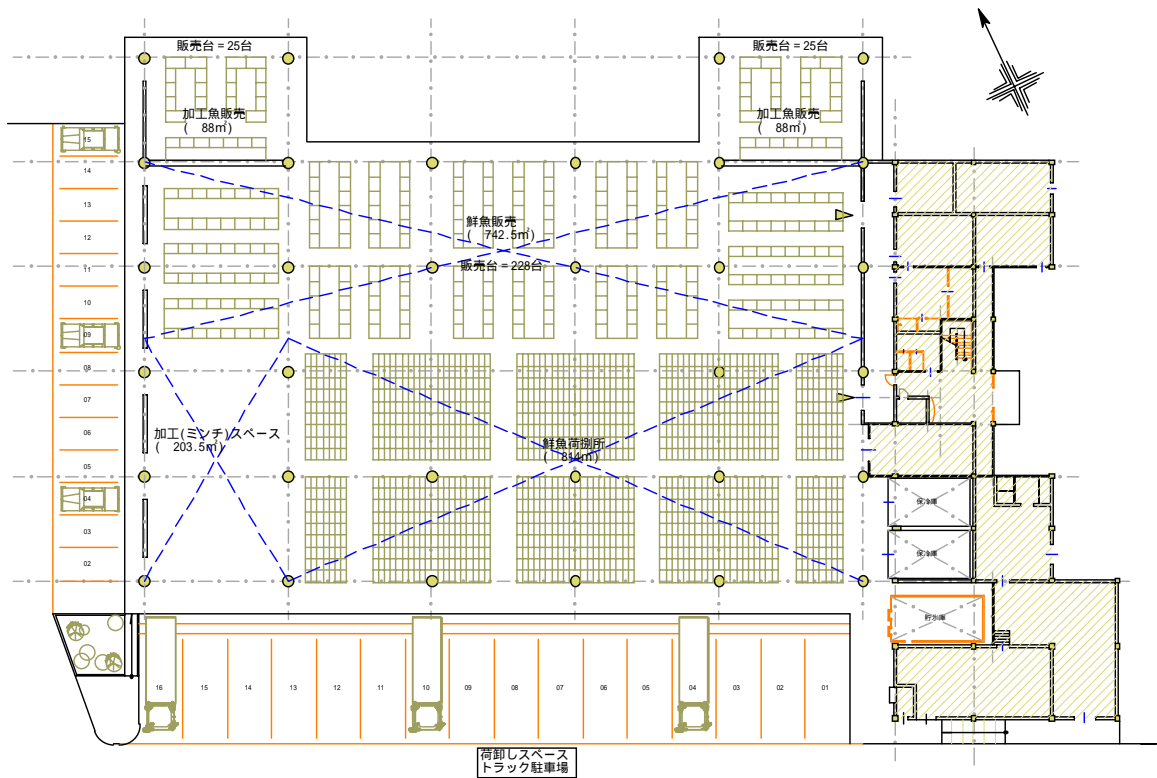 販売台 = 25台
販売台 = 25台
加工魚販売
( 88㎡)
加工魚販売
( 88㎡)
鮮魚販売
( 742.5㎡)
販売台 = 228台
加工(ミンチ)スペース
( 203.5㎡)
鮮魚荷捌所
( 814㎡)
保冷庫
保冷庫
貯氷庫
15
14
13
12
11
10
09
08
07
06
05
04
03
02
16
15
14
13
12
11
10
09
08
07
06
05
04
03
02
01
荷卸しスペース
トラック駐車場